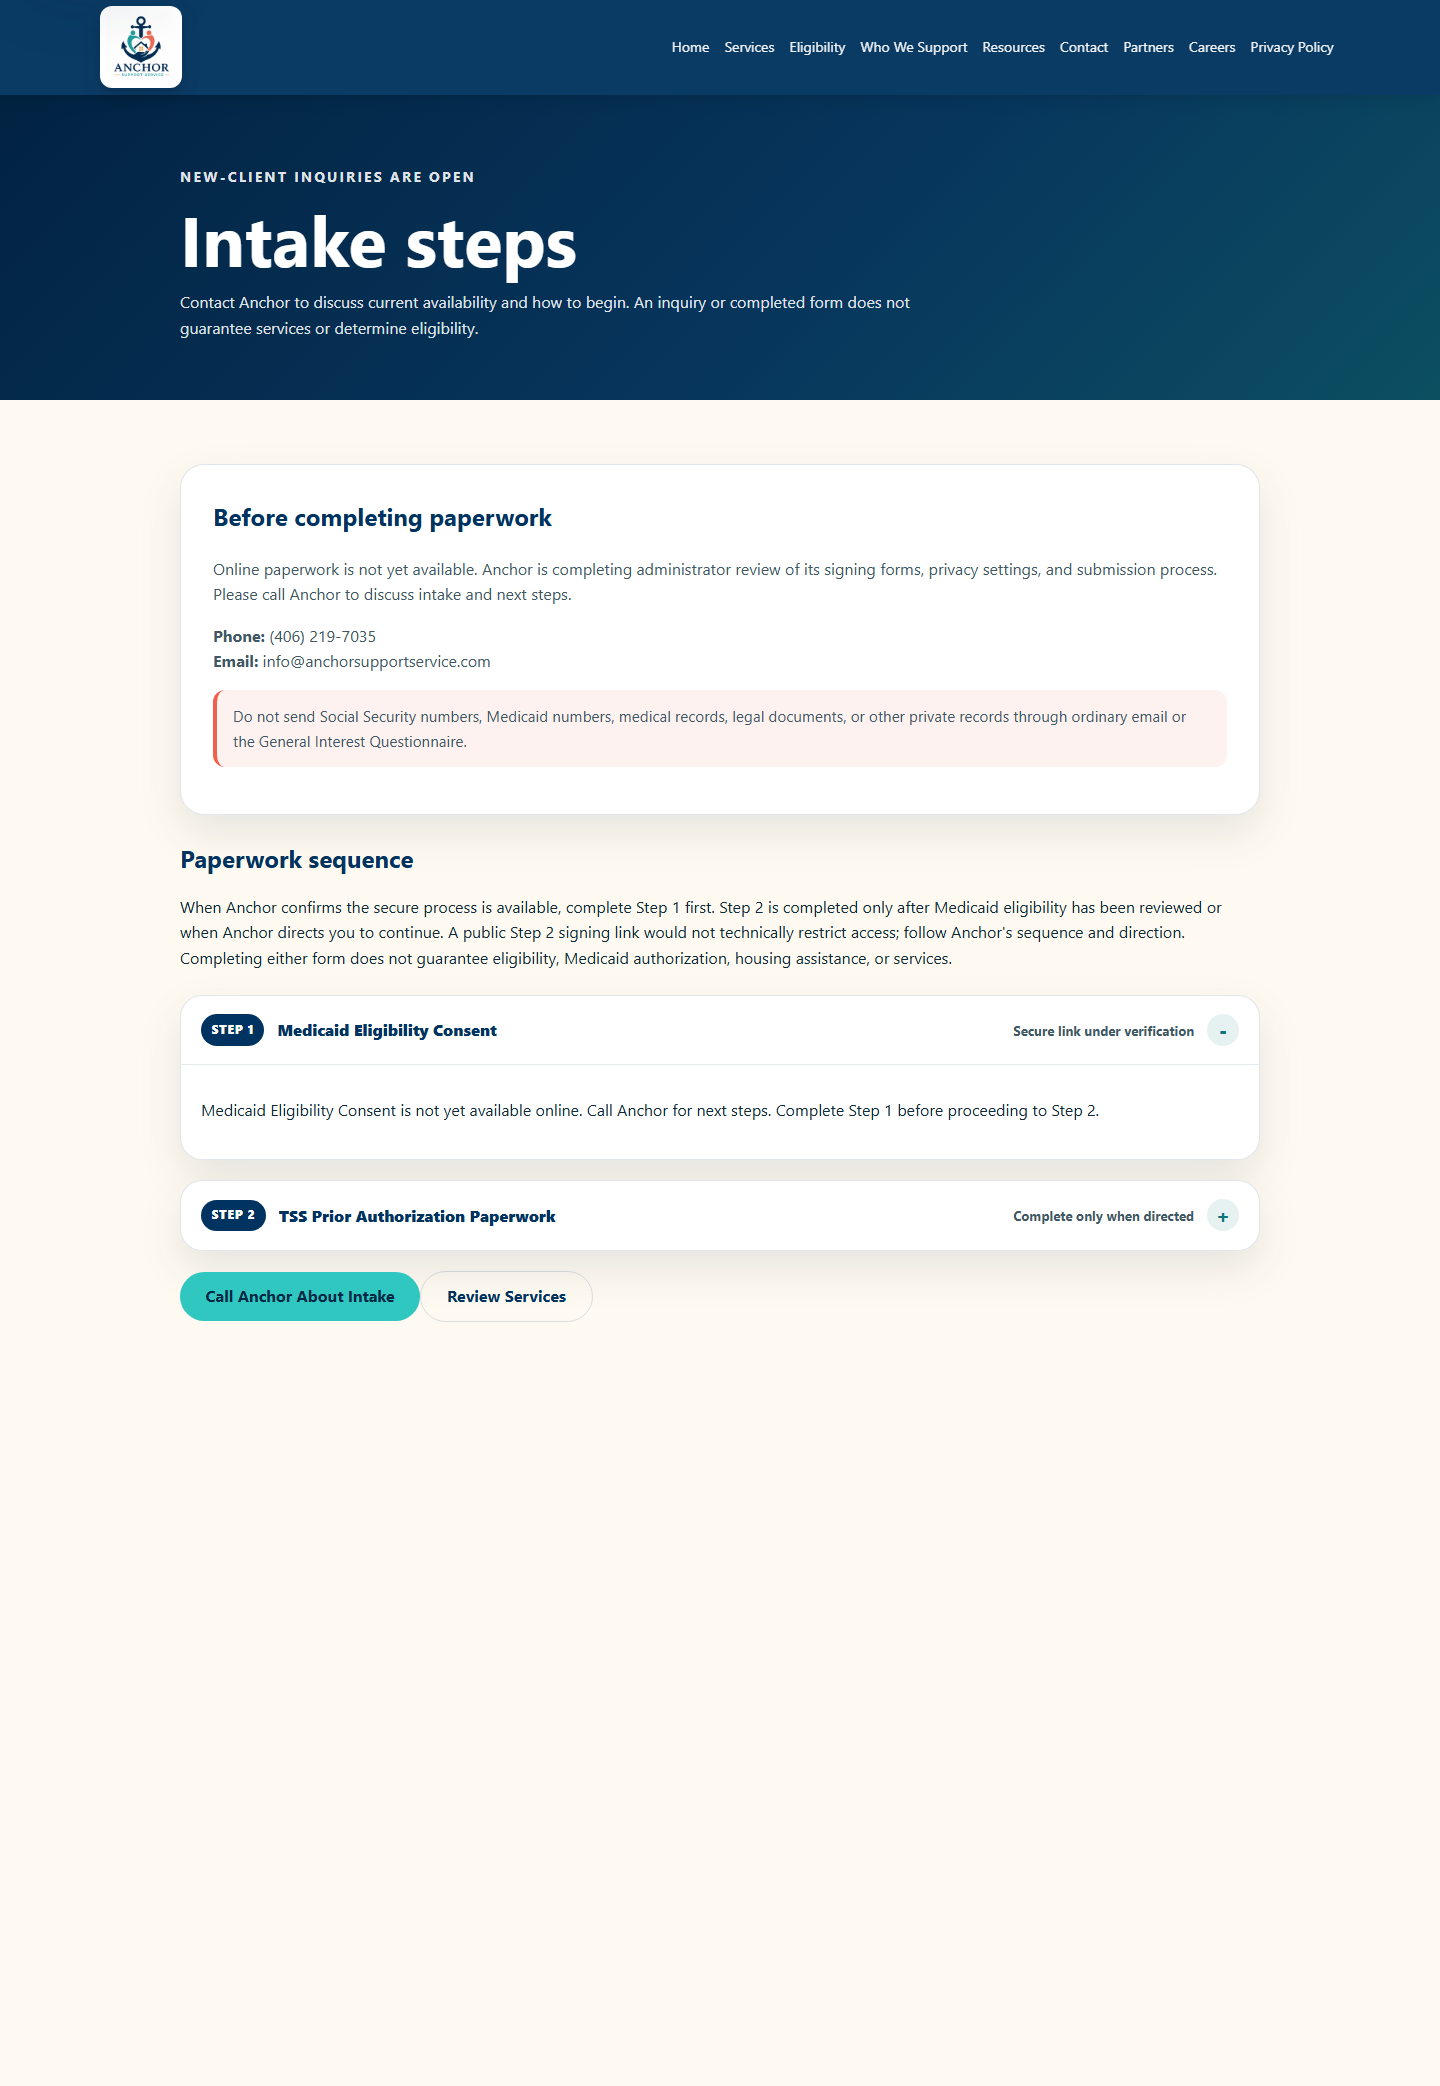 ANCHOR
SUPPORT SERVICE
Home Services Eligibility Who We Support Resources Contact Partners Careers Privacy Policy
NEW-CLIENT INQUIRIES ARE OPEN
Intake steps
Contact Anchor to discuss current availability and how to begin. An inquiry or completed form does not
guarantee services or determine eligibility.
Before completing paperwork
Online paperwork is not yet available. Anchor is completing administrator review of its signing forms, privacy settings, and submission process.
Please call Anchor to discuss intake and next steps.
Phone: (406) 219-7035
Email: info@anchorsupportservice.com
Do not send Social Security numbers, Medicaid numbers, medical records, legal documents, or other private records through ordinary email or
the General Interest Questionnaire.
Paperwork sequence
When Anchor confirms the secure process is available, complete Step 1 first. Step 2 is completed only after Medicaid eligibility has been reviewed or
when Anchor directs you to continue. A public Step 2 signing link would not technically restrict access; follow Anchor's sequence and direction.
Completing either form does not guarantee eligibility, Medicaid authorization, housing assistance, or services.
STEP 1 Medicaid Eligibility Consent Secure link under verification -
Medicaid Eligibility Consent is not yet available online. Call Anchor for next steps. Complete Step 1 before proceeding to Step 2.
STEP 2 TSS Prior Authorization Paperwork Complete only when directed +
Call Anchor About Intake Review Services